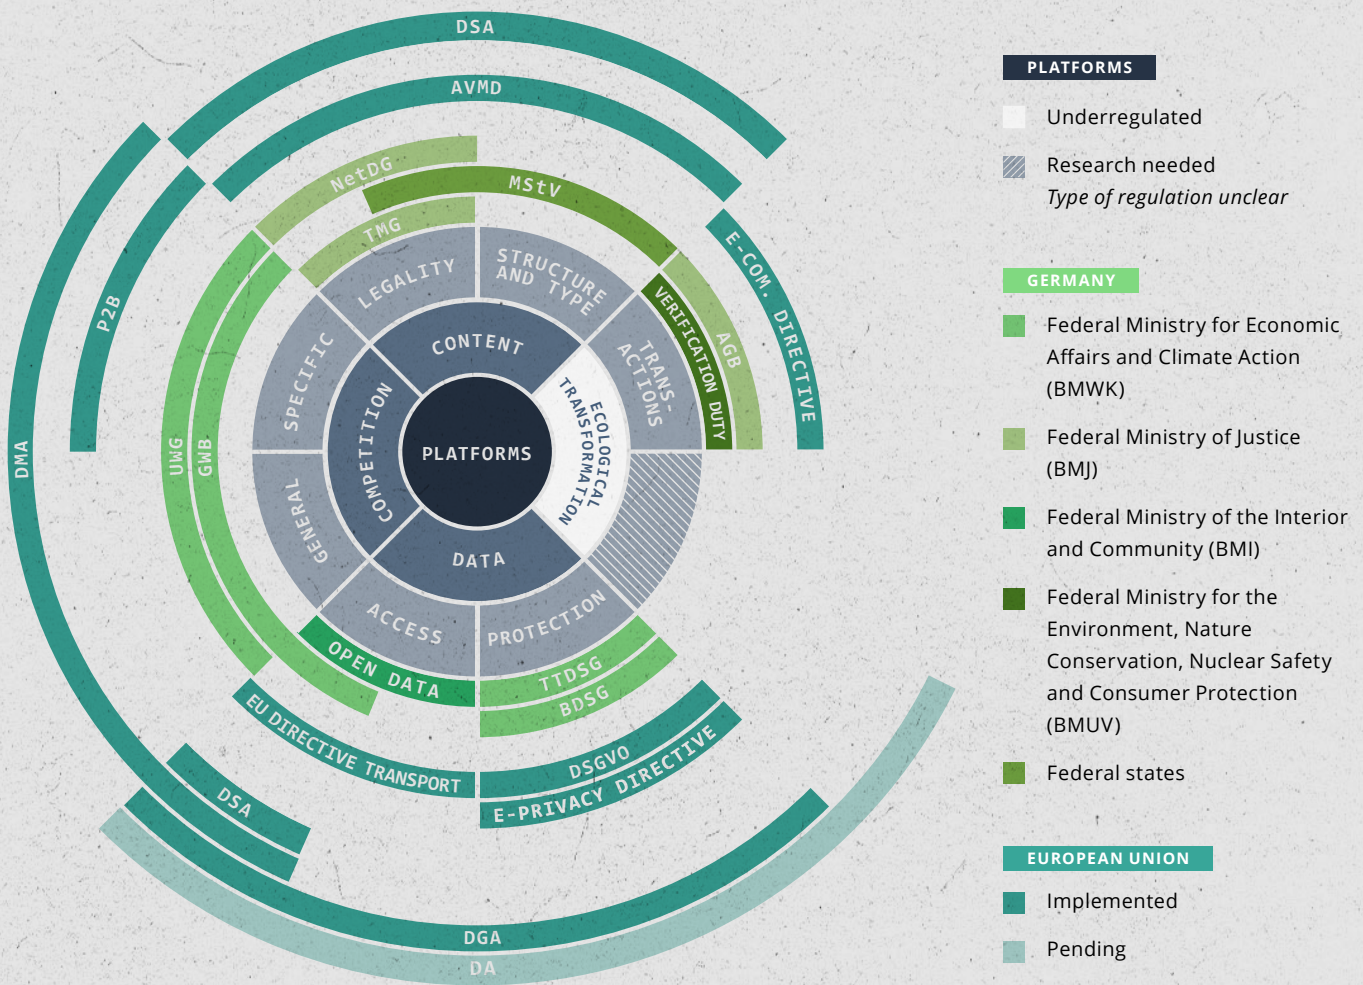 DSA
AVMD
NetDG
MStV
TMG
E-COM. DIRECTIVE
P2B
LEGALITY
STRUCTURE
AND TYPE
VERIFICATION DUTY
AGB
SPECIFIC
CONTENT
TRANS-
ACTIONS
COMPETITION
PLATFORMS
ECOLOGICAL
TRANSFORMATION
DMA
UWG
GWB
GENERAL
DATA
ACCESS
PROTECTION
OPEN DATA
TTDSG
BDSG
EU DIRECTIVE TRANSPORT
DSGVO
E-PRIVACY DIRECTIVE
DSA
DGA
DA
PLATFORMS
Underregulated
Research needed
Type of regulation unclear
GERMANY
Federal Ministry for Economic
Affairs and Climate Action
(BMWK)
Federal Ministry of Justice
(BMJ)
Federal Ministry of the Interior
and Community (BMI)
Federal Ministry for the
Environment, Nature
Conservation, Nuclear Safety
and Consumer Protection
(BMUV)
Federal states
EUROPEAN UNION
Implemented
Pending